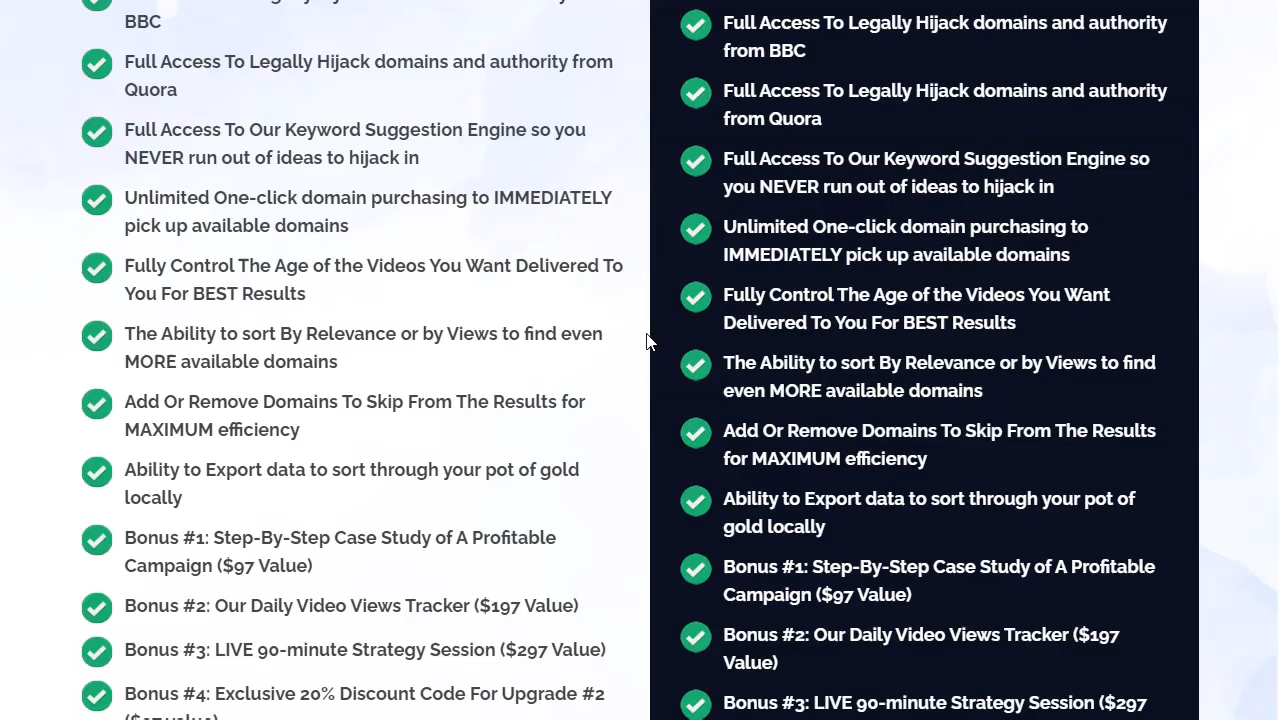 BBC
Full Access To Legally Hijack domains and authority from
Quora
Full Access To Our Keyword Suggestion Engine so you
NEVER run out of ideas to hijack in
Unlimited One-click domain purchasing to IMMEDIATELY
pick up available domains
Fully Control The Age of the Videos You Want Delivered To
You For BEST Results
The Ability to sort By Relevance or by Views to find even
MORE available domains
Add Or Remove Domains To Skip From The Results for
MAXIMUM efficiency
Ability to Export data to sort through your pot of gold
locally
Bonus #1: Step-By-Step Case Study of A Profitable
Campaign ($97 Value)
Bonus #2: Our Daily Video Views Tracker ($197 Value)
Bonus #3: LIVE 90-minute Strategy Session ($297 Value)
Bonus #4: Exclusive 20% Discount Code For Upgrade #2
Full Access To Legally Hijack domains and authority
from BBC
Full Access To Legally Hijack domains and authority
from Quora
Full Access To Our Keyword Suggestion Engine so
you NEVER run out of ideas to hijack in
Unlimited One-click domain purchasing to
IMMEDIATELY pick up available domains
Fully Control The Age of the Videos You Want
Delivered To You For BEST Results
The Ability to sort By Relevance or by Views to find
even MORE available domains
Add Or Remove Domains To Skip From The Results
for MAXIMUM efficiency
Ability to Export data to sort through your pot of
gold locally
Bonus #1: Step-By-Step Case Study of A Profitable
Campaign ($97 Value)
Bonus #2: Our Daily Video Views Tracker ($197
Value)
Bonus #3: LIVE 90-minute Strategy Session ($297